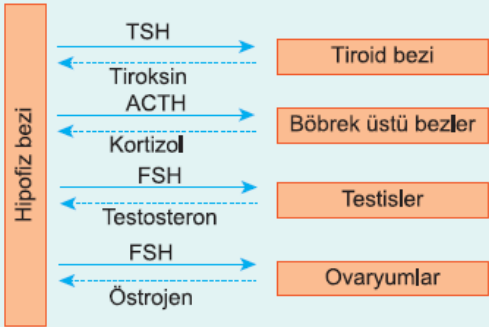 Hipofiz bezi
TSH
Tiroksin
Tiroid bezi
ACTH
Kortizol
Böbrek üstü bezler
FSH
Testosteron
Testisler
FSH
Östrojen
Ovaryumlar